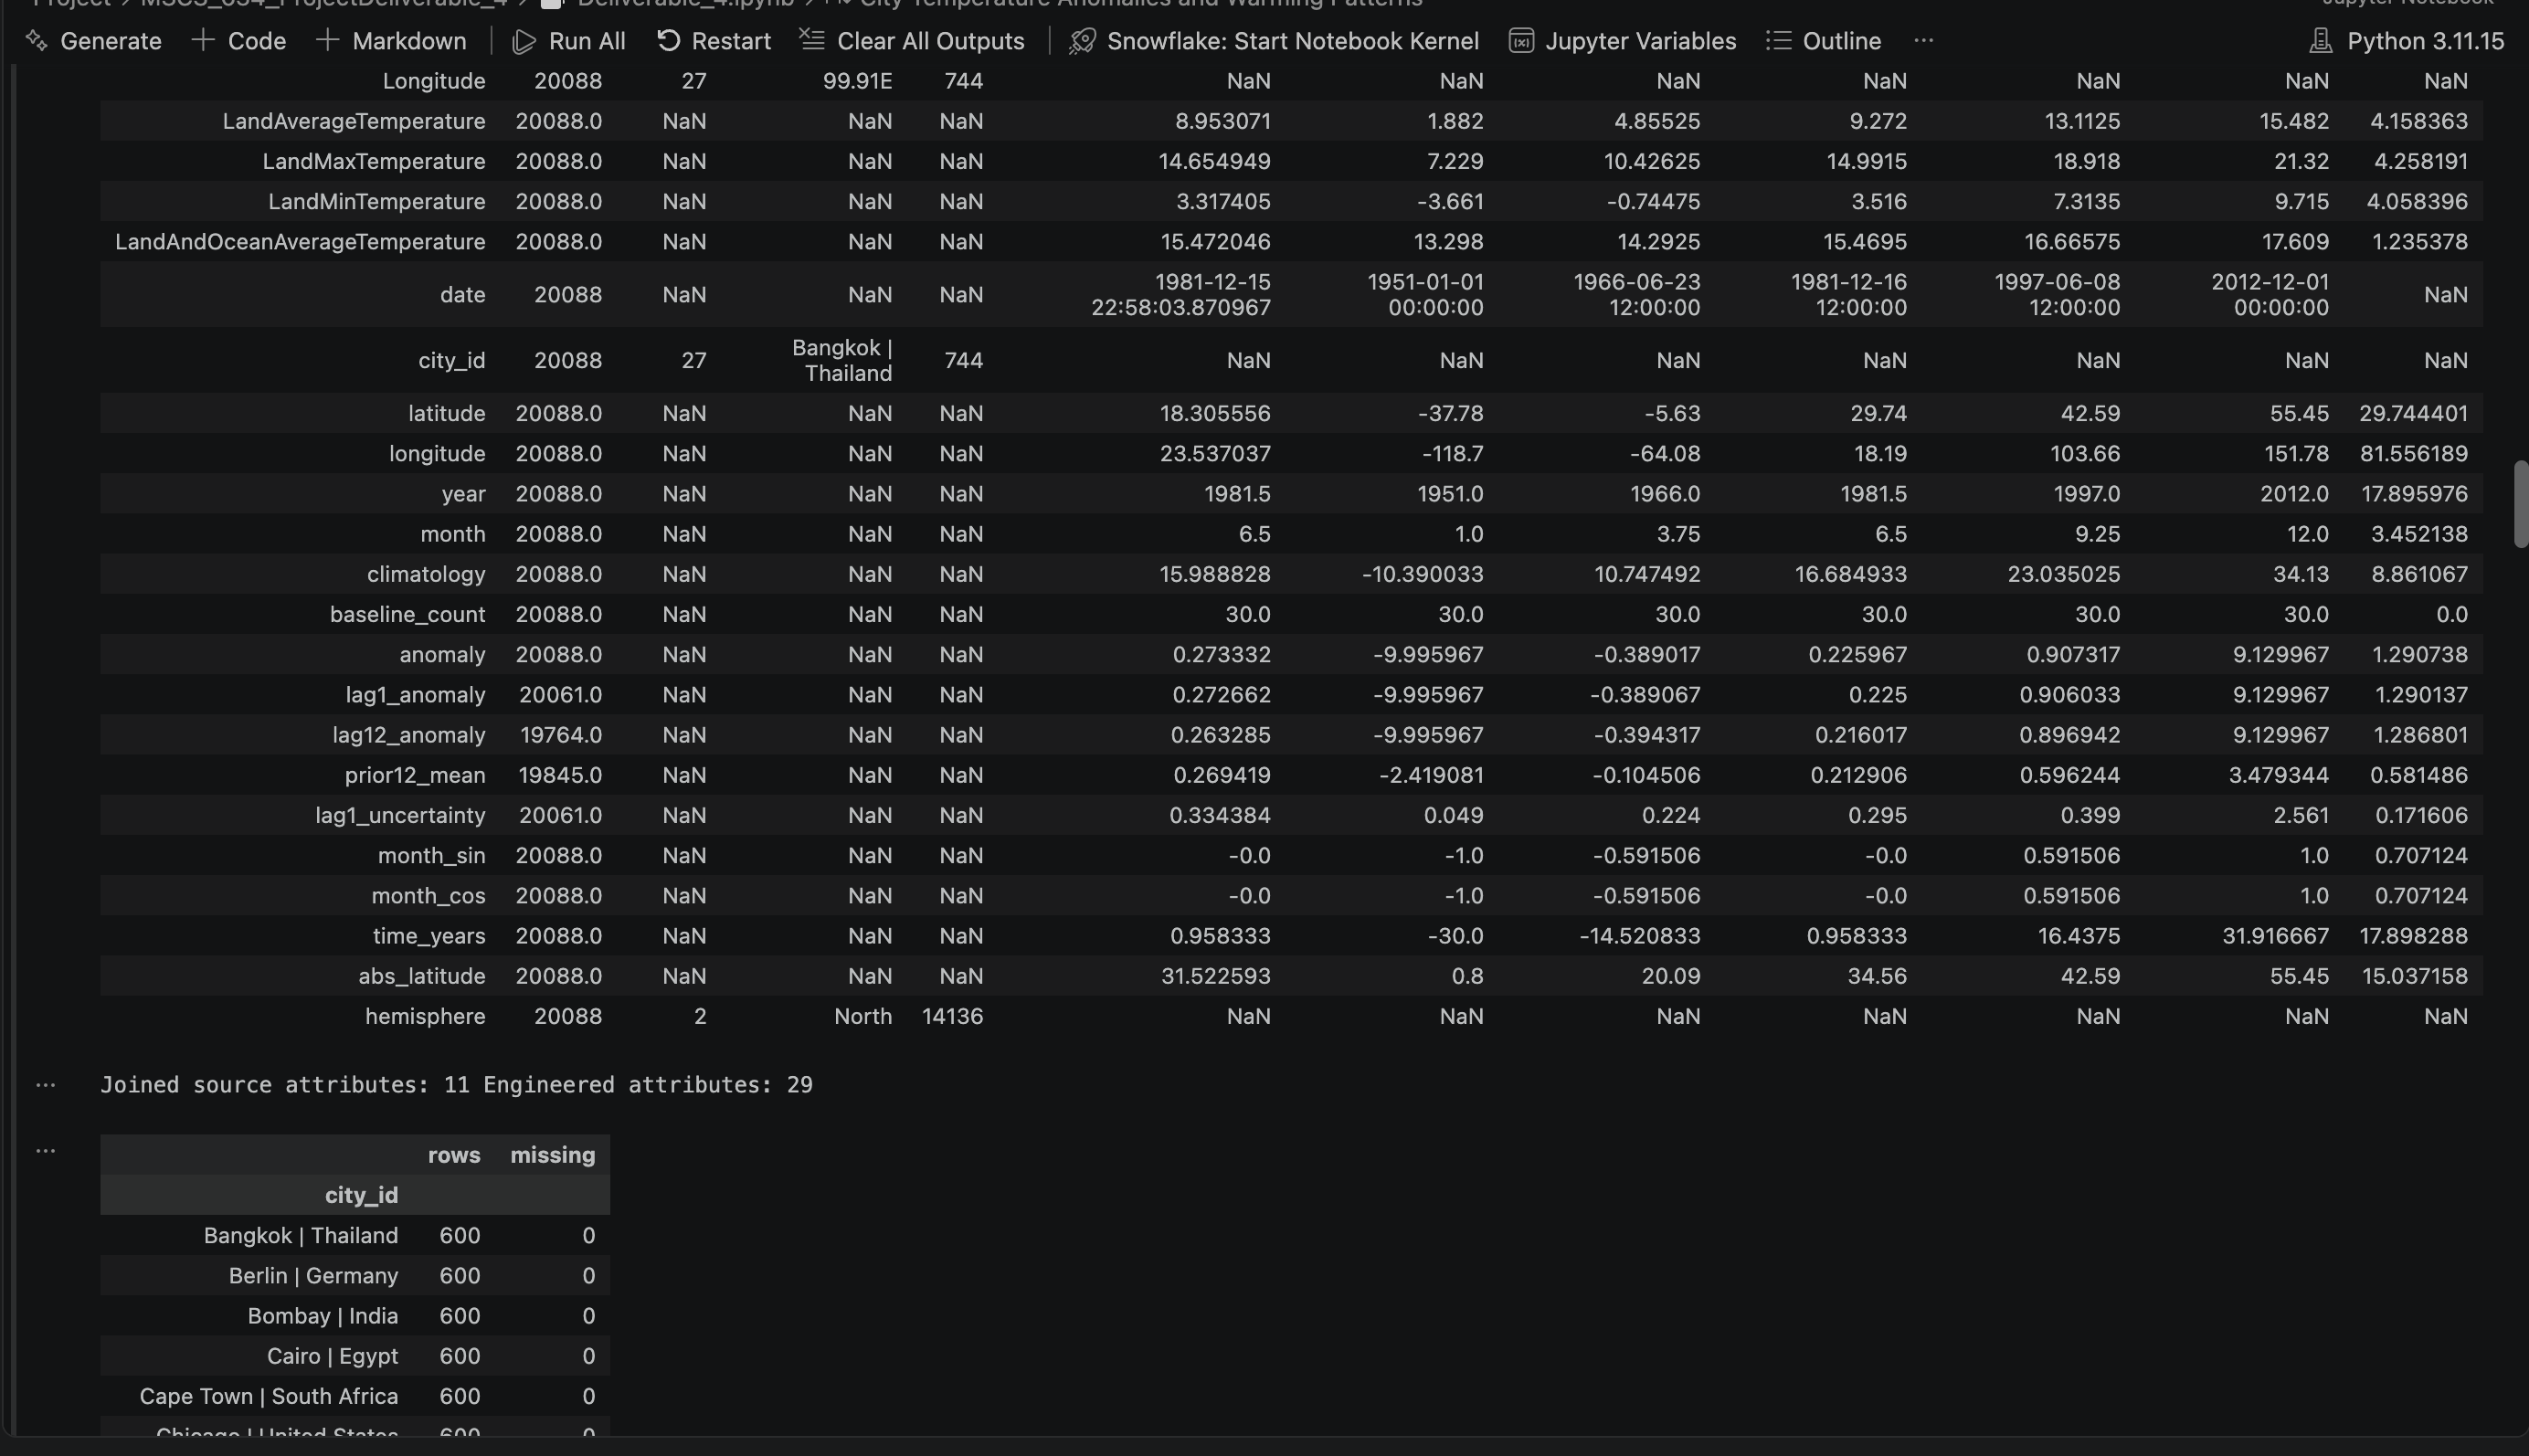 Project > MSCS_634_ProjectDeliverable_4 > Deliverable_4.ipynb > City Temperature Anomalies and Warming Patterns
Jupyter Notebook
Generate + Code + Markdown | Run All Restart Clear All Outputs | Snowflake: Start Notebook Kernel Jupyter Variables Outline ... Python 3.11.15
Longitude 20088 27 99.91E 744 NaN NaN NaN NaN NaN NaN NaN
LandAverageTemperature 20088.0 NaN NaN NaN 8.953071 1.882 4.85525 9.272 13.1125 15.482 4.158363
LandMaxTemperature 20088.0 NaN NaN NaN 14.654949 7.229 10.42625 14.9915 18.918 21.32 4.258191
LandMinTemperature 20088.0 NaN NaN NaN 3.317405 -3.661 -0.74475 3.516 7.3135 9.715 4.058396
LandAndOceanAverageTemperature 20088.0 NaN NaN NaN 15.472046 13.298 14.2925 15.4695 16.66575 17.609 1.235378
date 20088 NaN NaN NaN 1981-12-15 22:58:03.870967 1951-01-01 00:00:00 1966-06-23 12:00:00 1981-12-16 12:00:00 1997-06-08 12:00:00 2012-12-01 00:00:00 NaN
city_id 20088 27 Bangkok | Thailand 744 NaN NaN NaN NaN NaN NaN NaN
latitude 20088.0 NaN NaN NaN 18.305556 -37.78 -5.63 29.74 42.59 55.45 29.744401
longitude 20088.0 NaN NaN NaN 23.537037 -118.7 -64.08 18.19 103.66 151.78 81.556189
year 20088.0 NaN NaN NaN 1981.5 1951.0 1966.0 1981.5 1997.0 2012.0 17.895976
month 20088.0 NaN NaN NaN 6.5 1.0 3.75 6.5 9.25 12.0 3.452138
climatology 20088.0 NaN NaN NaN 15.988828 -10.390033 10.747492 16.684933 23.035025 34.13 8.861067
baseline_count 20088.0 NaN NaN NaN 30.0 30.0 30.0 30.0 30.0 30.0 0.0
anomaly 20088.0 NaN NaN NaN 0.273332 -9.995967 -0.389017 0.225967 0.907317 9.129967 1.290738
lag1_anomaly 20061.0 NaN NaN NaN 0.272662 -9.995967 -0.389067 0.225 0.906033 9.129967 1.290137
lag12_anomaly 19764.0 NaN NaN NaN 0.263285 -9.995967 -0.394317 0.216017 0.896942 9.129967 1.286801
prior12_mean 19845.0 NaN NaN NaN 0.269419 -2.419081 -0.104506 0.212906 0.596244 3.479344 0.581486
lag1_uncertainty 20061.0 NaN NaN NaN 0.334384 0.049 0.224 0.295 0.399 2.561 0.171606
month_sin 20088.0 NaN NaN NaN -0.0 -1.0 -0.591506 -0.0 0.591506 1.0 0.707124
month_cos 20088.0 NaN NaN NaN -0.0 -1.0 -0.591506 -0.0 0.591506 1.0 0.707124
time_years 20088.0 NaN NaN NaN 0.958333 -30.0 -14.520833 0.958333 16.4375 31.916667 17.898288
abs_latitude 20088.0 NaN NaN NaN 31.522593 0.8 20.09 34.56 42.59 55.45 15.037158
hemisphere 20088 2 North 14136 NaN NaN NaN NaN NaN NaN NaN
... Joined source attributes: 11 Engineered attributes: 29
...
rows missing
city_id
Bangkok | Thailand 600 0
Berlin | Germany 600 0
Bombay | India 600 0
Cairo | Egypt 600 0
Cape Town | South Africa 600 0
Chicago | United States 600 0